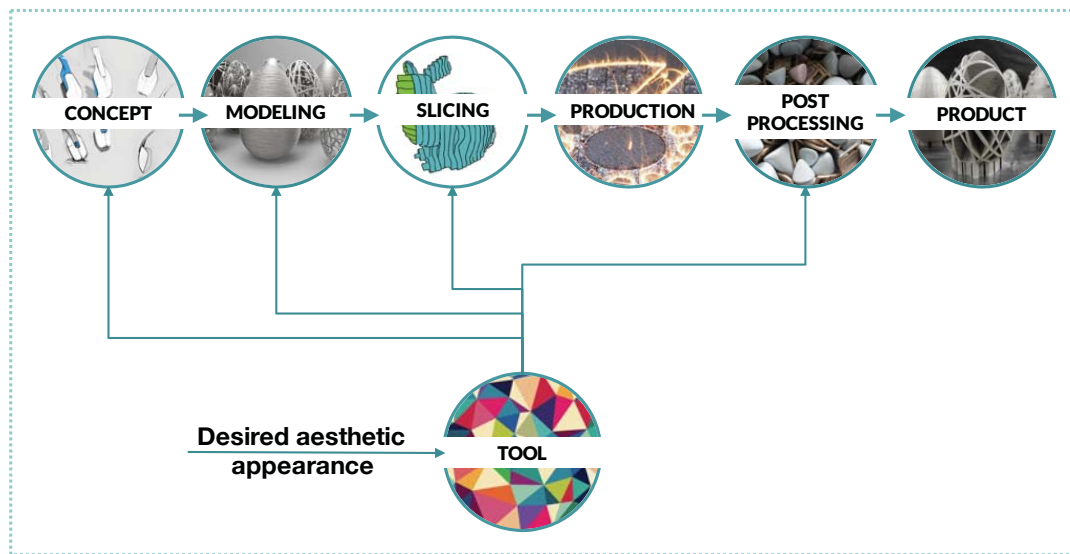 CONCEPT
MODELING
SLICING
PRODUCTION
POST
PROCESSING
PRODUCT
Desired aesthetic
appearance
TOOL